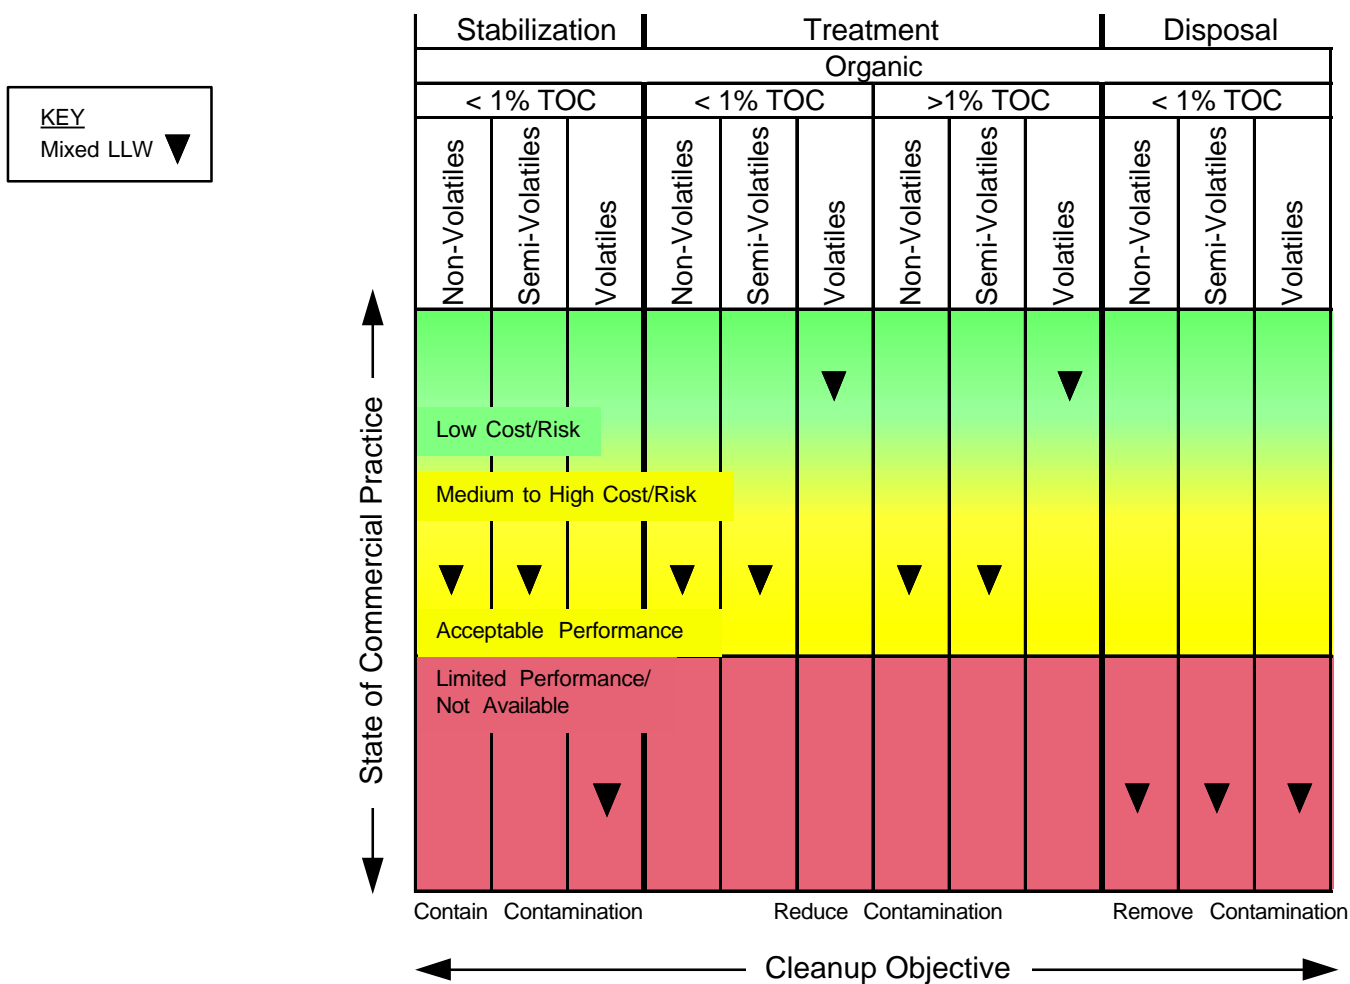 Stabilization Treatment Disposal
Organic
< 1% TOC < 1% TOC >1% TOC < 1% TOC
KEY
Mixed LLW
Non-Volatiles
Semi-Volatiles
Volatiles
Non-Volatiles
Semi-Volatiles
Volatiles
Non-Volatiles
Semi-Volatiles
Volatiles
Non-Volatiles
Semi-Volatiles
Volatiles
State of Commercial Practice
Low Cost/Risk
Medium to High Cost/Risk
Acceptable Performance
Limited Performance/
Not Available
Contain Contamination Reduce Contamination Remove Contamination
Cleanup Objective